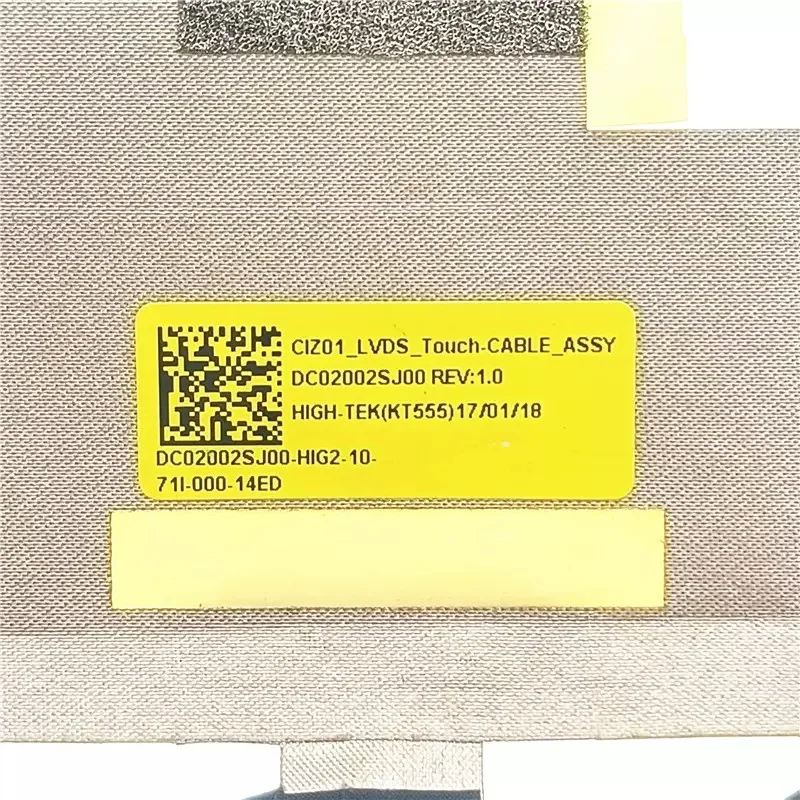 CIZ01_LVDS_Touch-CABLE_ASSY
DC02002SJ00 REV:1.0
HIGH-TEK(KT555)17/01/18
DC02002SJ00-HIG2-10-
71I-000-14ED